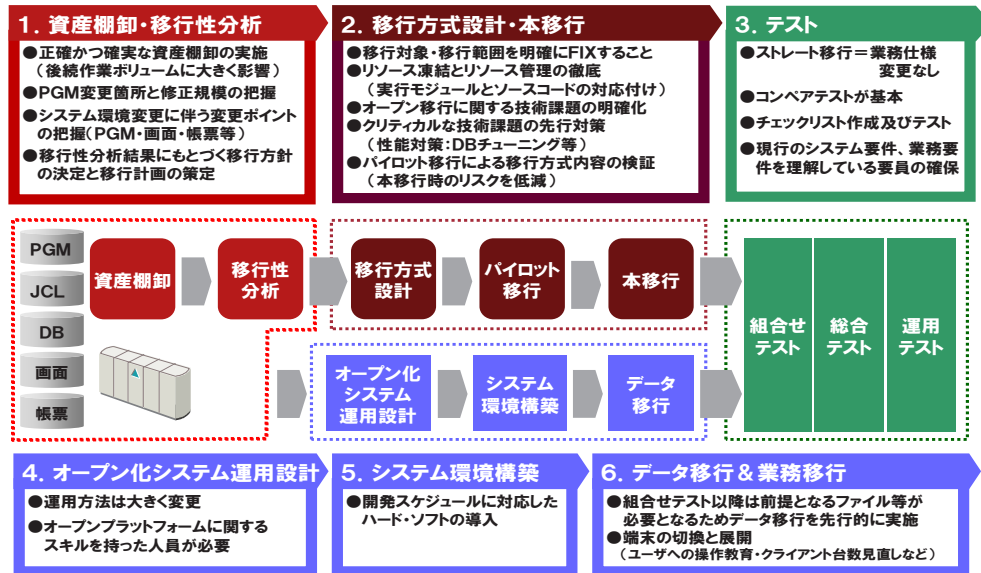 1. 資産棚卸・移行性分析
●正確かつ確実な資産棚卸の実施
(後続作業ボリュームに大きく影響)
●PGM変更箇所と修正規模の把握
●システム環境変更に伴う変更ポイント
の把握(PGM・画面・帳票等)
●移行性分析結果にもとづく移行方針
の決定と移行計画の策定
2. 移行方式設計・本移行
●移行対象・移行範囲を明確にFIXすること
●リソース凍結とリソース管理の徹底
(実行モジュールとソースコードの対応付け)
●オープン移行に関する技術課題の明確化
●クリティカルな技術課題の先行対策
(性能対策:DBチューニング等)
●パイロット移行による移行方式内容の検証
(本移行時のリスクを低減)
3. テスト
●ストレート移行=業務仕様
変更なし
●コンペアテストが基本
●チェックリスト作成及びテスト
●現行のシステム要件、業務要
件を理解している要員の確保
PGM
JCL
DB
画面
帳票
資産棚卸
移行性
分析
移行方式
設計
パイロット
移行
本移行
オープン化
システム
運用設計
システム
環境構築
データ
移行
組合せ
テスト
総合
テスト
運用
テスト
4. オープン化システム運用設計
●運用方法は大きく変更
●オープンプラットフォームに関する
スキルを持った人員が必要
5. システム環境構築
●開発スケジュールに対応した
ハード・ソフトの導入
6. データ移行&業務移行
●組合せテスト以降は前提となるファイル等が
必要となるためデータ移行を先行的に実施
●端末の切換と展開
(ユーザへの操作教育・クライアント台数見直しなど)